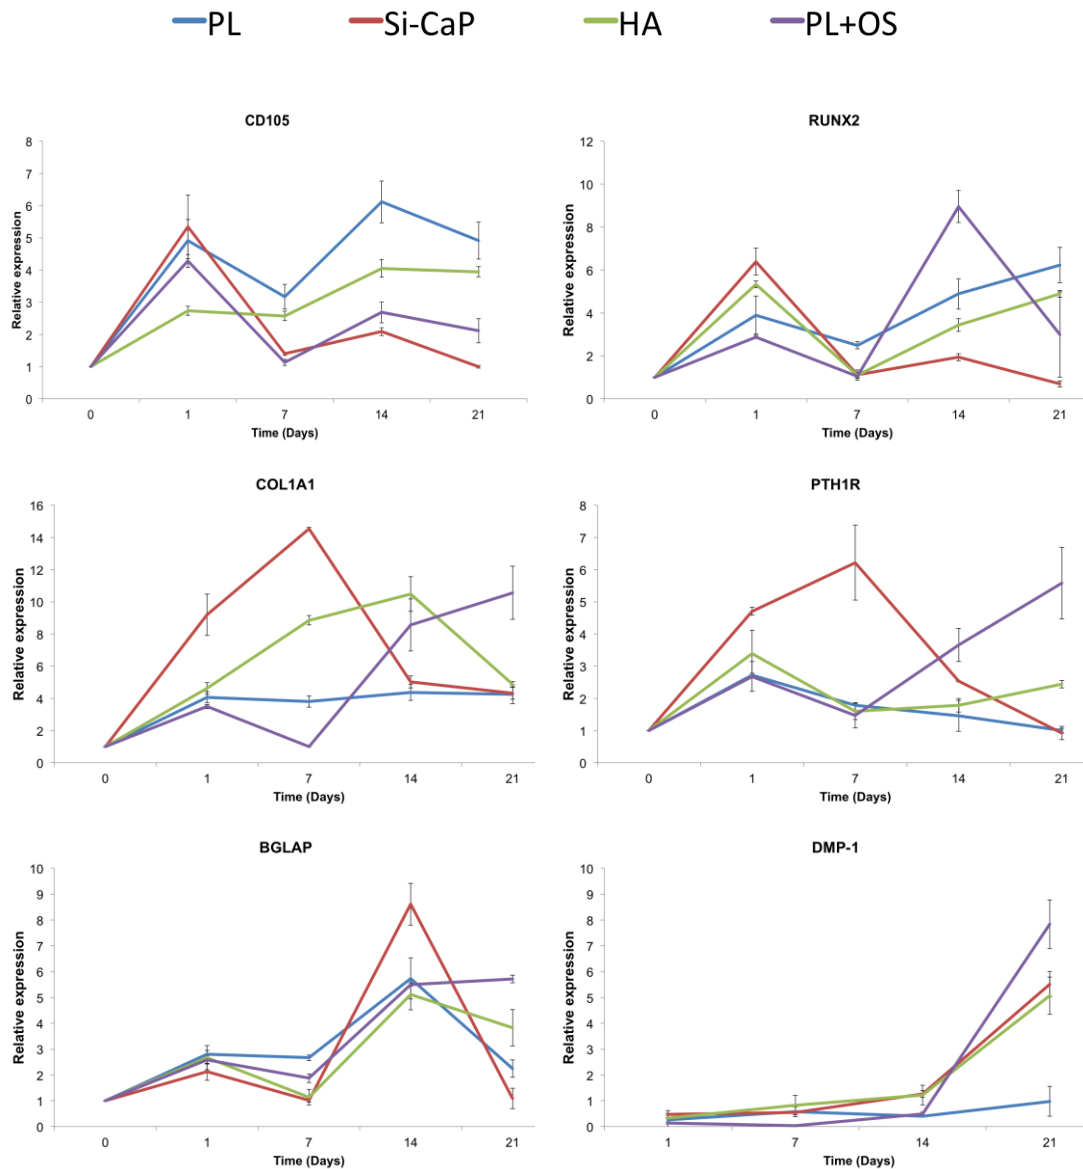 PL Si-CaP HA PL+OS
CD105
Relative expression
8
7
6
5
4
3
2
1
0
0 1 7 14 21
Time (Days)
RUNX2
Relative expression
12
10
8
6
4
2
0
0 1 7 14 21
Time (Days)
COL1A1
Relative expression
16
14
12
10
8
6
4
2
0
0 1 7 14 21
Time (Days)
PTH1R
Relative expression
8
7
6
5
4
3
2
1
0
0 1 7 14 21
Time (Days)
BGLAP
Relative expression
10
9
8
7
6
5
4
3
2
1
0
0 1 7 14 21
Time (Days)
DMP-1
Relative expression
10
9
8
7
6
5
4
3
2
1
0
1 7 14 21
Time (Days)